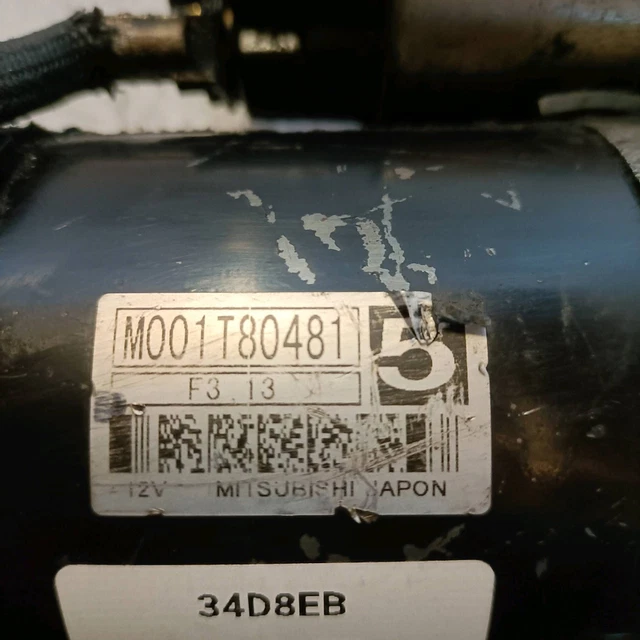 M001T80481
5
F3 13
12V MITSUBISHI JAPON
34D8EB